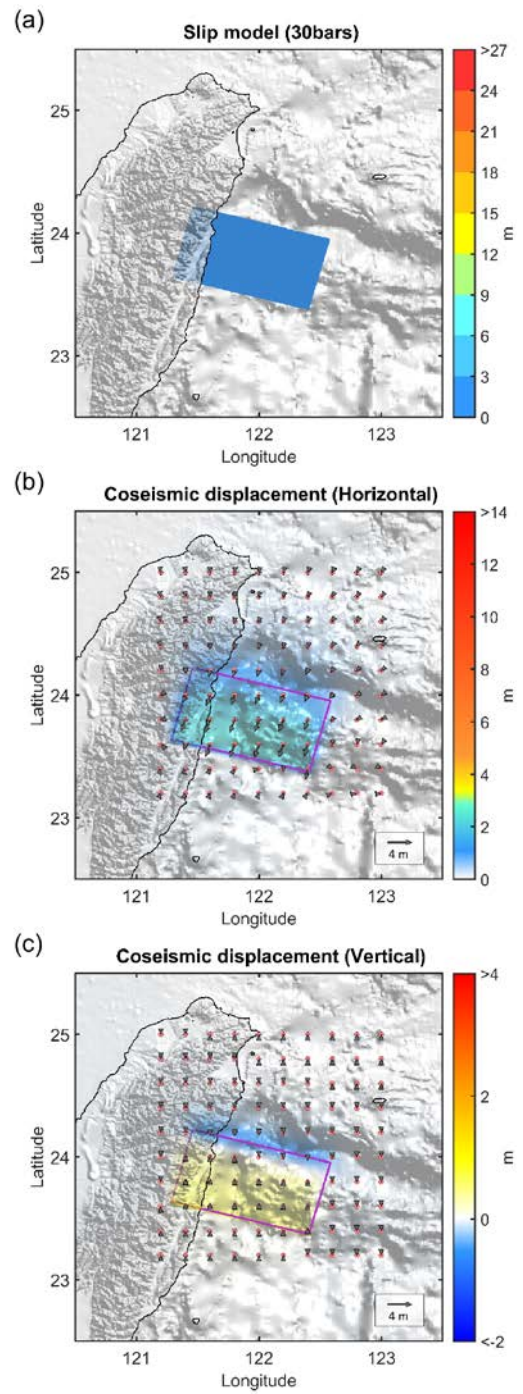 (a)
Slip model (30bars)
25
24
23
Latitude
121
122
123
Longitude
>27
24
21
18
15
12
9
6
3
0
m
(b)
Coseismic displacement (Horizontal)
25
24
23
Latitude
121
122
123
Longitude
4 m
>14
12
10
8
6
4
2
0
m
(c)
Coseismic displacement (Vertical)
25
24
23
Latitude
121
122
123
Longitude
4 m
>4
2
0
<-2
m